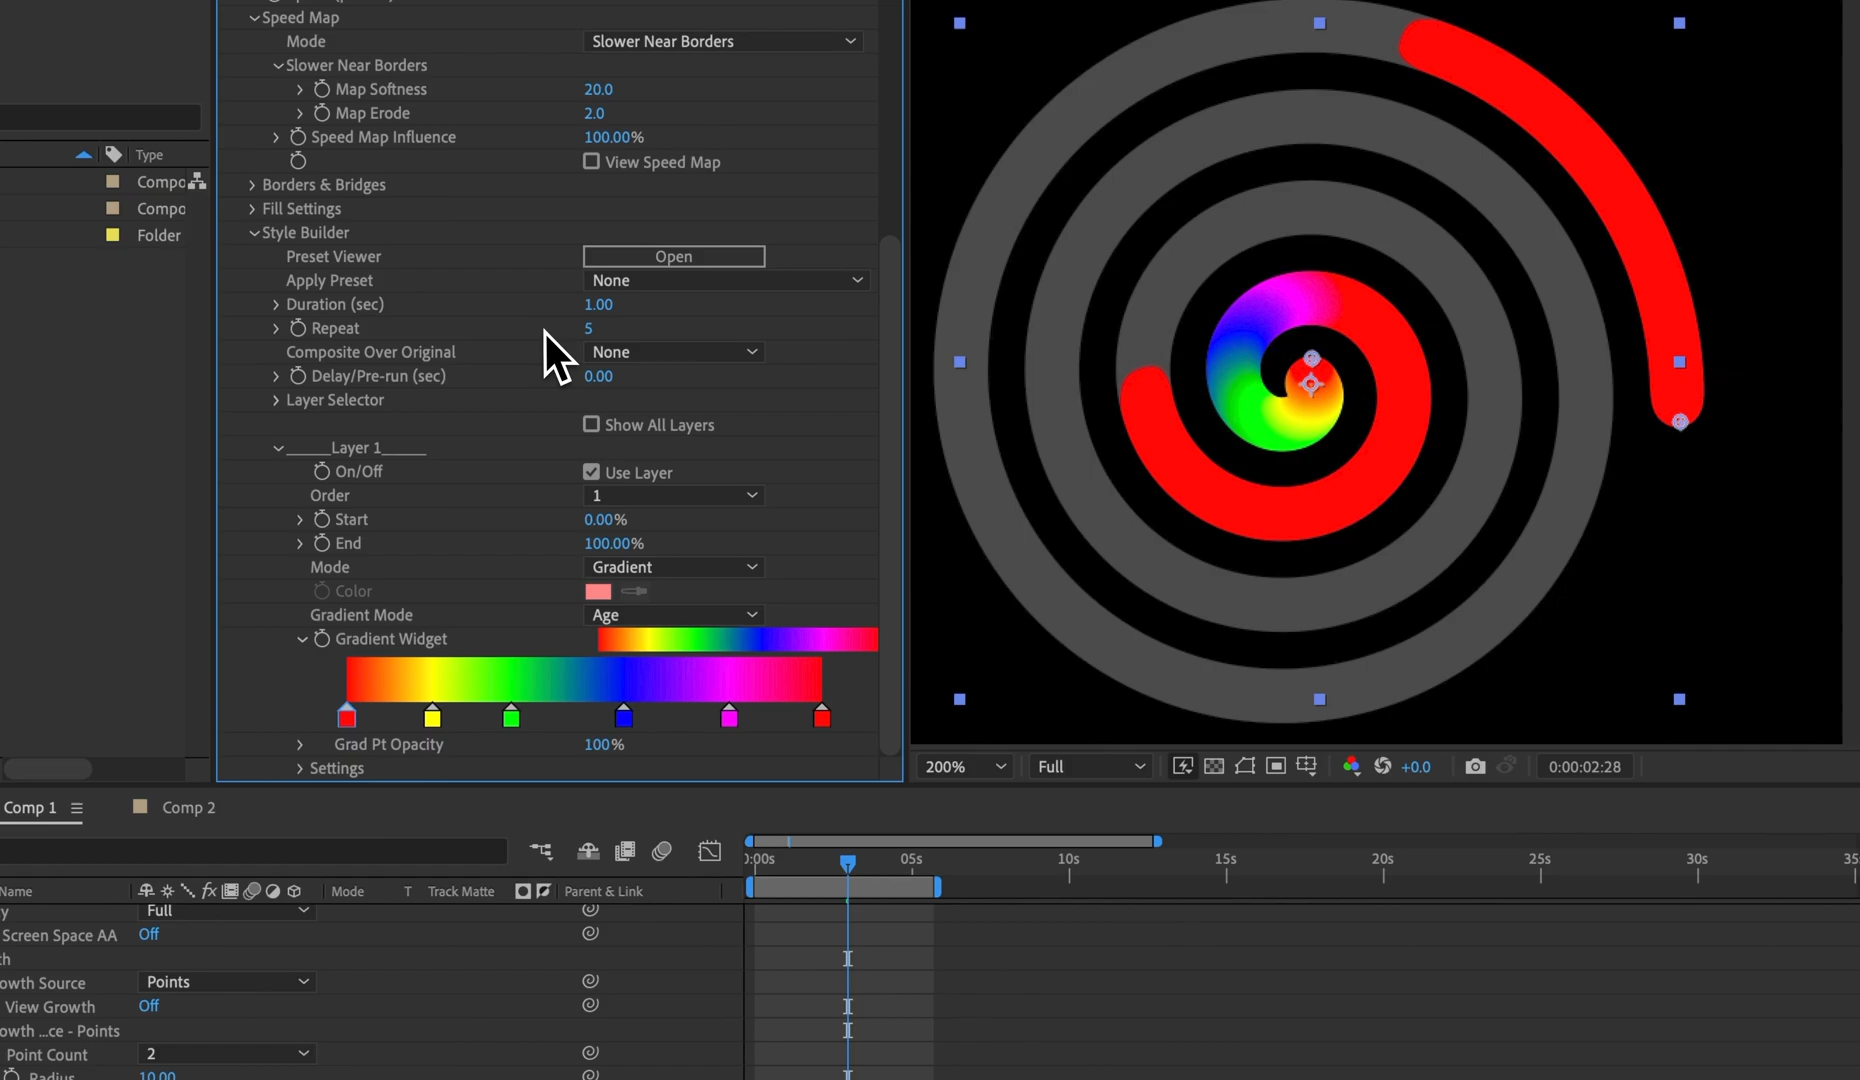 Speed Map
Mode Slower Near Borders
Slower Near Borders
Map Softness 20.0
Map Erode 2.0
Speed Map Influence 100.00%
View Speed Map
Borders & Bridges
Fill Settings
Style Builder
Preset Viewer Open
Apply Preset None
Duration (sec) 1.00
Repeat 5
Composite Over Original None
Delay/Pre-run (sec) 0.00
Layer Selector
Show All Layers
_____Layer 1_____
On/Off Use Layer
Order 1
Start 0.00%
End 100.00%
Mode Gradient
Color
Gradient Mode Age
Gradient Widget
Grad Pt Opacity 100%
Settings
Type
Compo
Compo
Folder
200% Full +0.0 0:00:02:28
Comp 1 Comp 2
):00s 05s 10s 15s 20s 25s 30s 35
Name fx Mode T Track Matte Parent & Link
y Full
Screen Space AA Off
th
owth Source Points
View Growth Off
owth ...ce - Points
Point Count 2
Radius 10.00